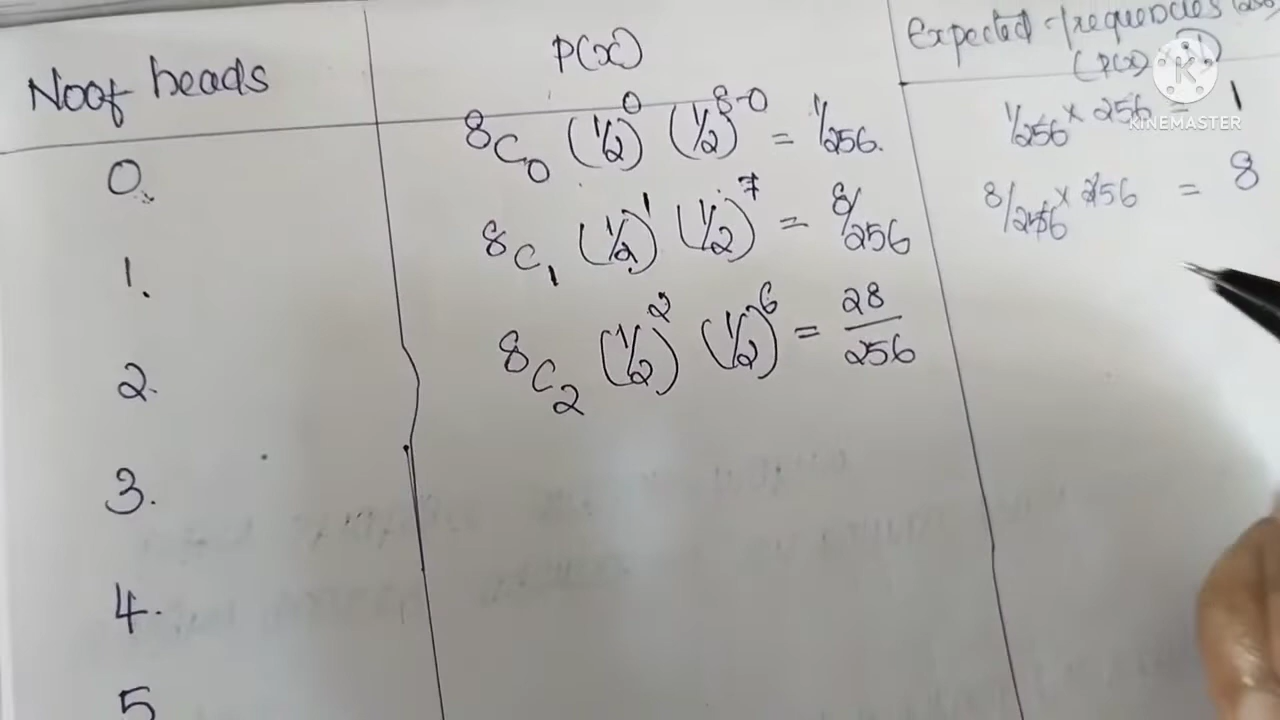 No of heads P(x) Expected frequencies
(P(x) × N)
KINEMASTER
0. 8C0 (1/2)^0 (1/2)^8-0 = 1/256. 1/256 × 256 = 1
1. 8C1 (1/2)^1 (1/2)^7 = 8/256 8/256 × 256 = 8
2. 8C2 (1/2)^2 (1/2)^6 = 28/256
3.
4.
5